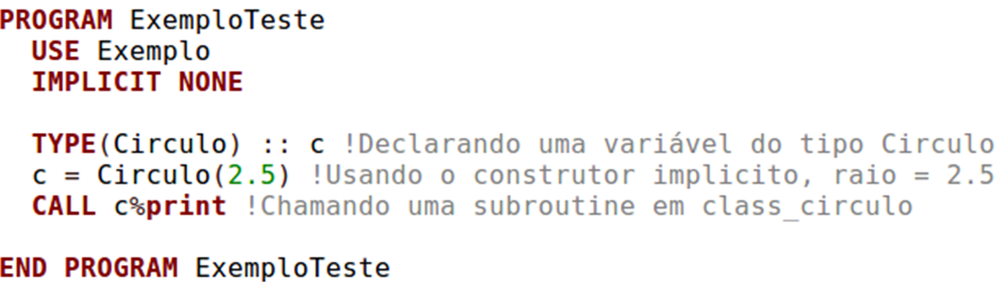 PROGRAM ExemploTeste
USE Exemplo
IMPLICIT NONE
TYPE(Circulo) :: c !Declarando uma variável do tipo Circulo
c = Circulo(2.5) !Usando o construtor implicito, raio = 2.5
CALL c%print !Chamando uma subroutine em class_circulo
END PROGRAM ExemploTeste